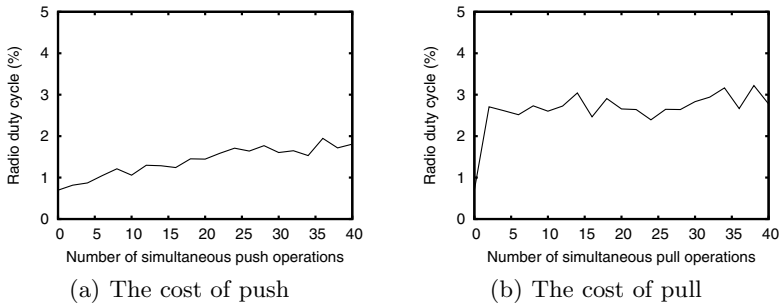 5
4
3
2
1
0
Radio duty cycle (%)
0 5 10 15 20 25 30 35 40
Number of simultaneous push operations
(a) The cost of push
5
4
3
2
1
0
Radio duty cycle (%)
0 5 10 15 20 25 30 35 40
Number of simultaneous pull operations
(b) The cost of pull